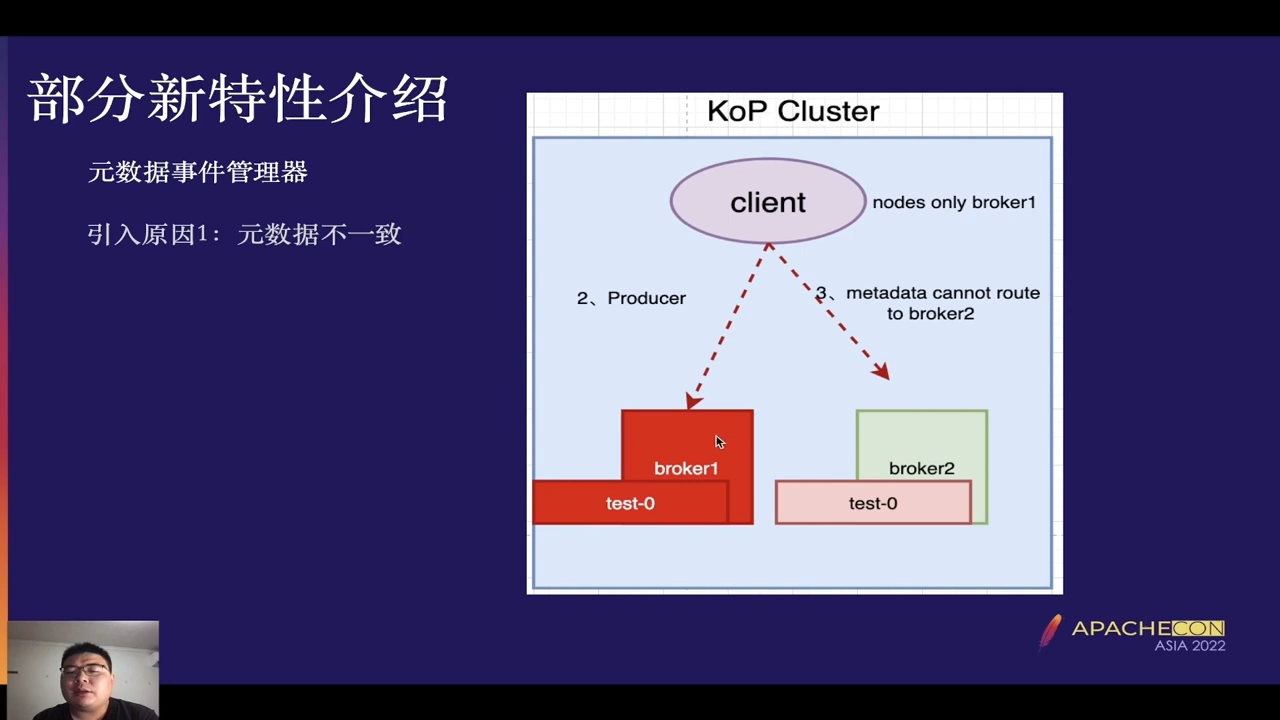 部分新特性介绍
元数据事件管理器
引入原因1：元数据不一致
KoP Cluster
client
nodes only broker1
2、Producer
3、metadata cannot route
to broker2
broker1
test-0
broker2
test-0
APACHECON
ASIA 2022